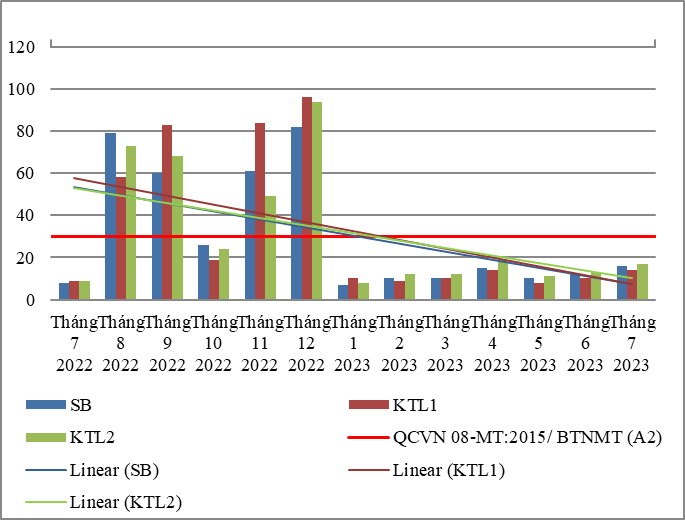 120
100
80
60
40
20
0
Tháng Tháng Tháng Tháng Tháng Tháng Tháng Tháng Tháng Tháng Tháng Tháng Tháng
7 8 9 10 11 12 1 2 3 4 5 6 7
2022 2022 2022 2022 2022 2022 2023 2023 2023 2023 2023 2023 2023
SB KTL1
KTL2 QCVN 08-MT:2015/ BTNMT (A2)
Linear (SB) Linear (KTL1)
Linear (KTL2)